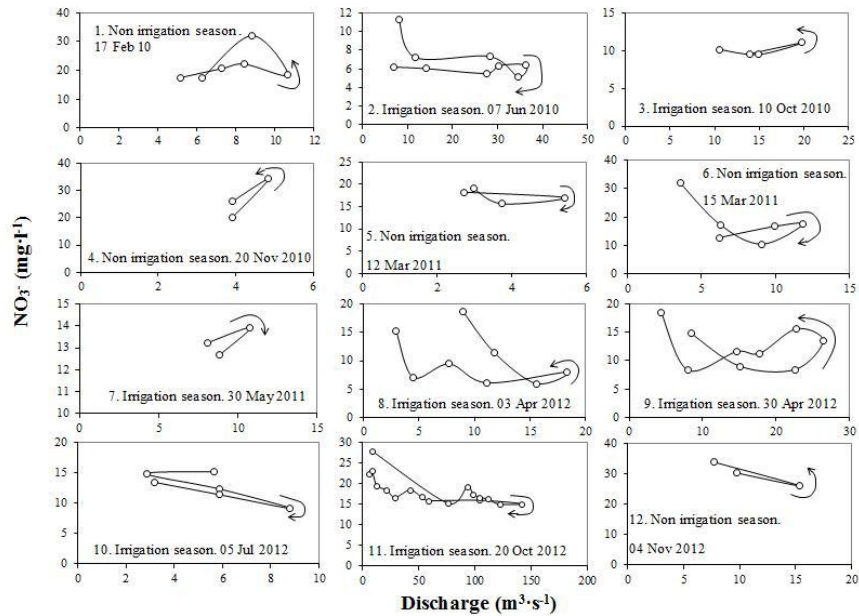 NO₃⁻ (mg·l⁻¹)
40
30
20
10
0
1. Non irrigation season.
17 Feb 10
0 2 4 6 8 10 12
12
10
8
6
4
2
0
2. Irrigation season. 07 Jun 2010
0 10 20 30 40 50
20
15
10
5
0
3. Irrigation season. 10 Oct 2010
0 5 10 15 20 25
40
30
20
10
0
4. Non irrigation season. 20 Nov 2010
0 2 4 6
25
20
15
10
5
0
5. Non irrigation season.
12 Mar 2011
0 2 4 6
40
30
20
10
0
6. Non irrigation season.
15 Mar 2011
0 5 10 15
15
14
13
12
11
10
7. Irrigation season. 30 May 2011
0 5 10 15
20
15
10
5
0
8. Irrigation season. 03 Apr 2012
0 5 10 15 20
20
15
10
5
0
9. Irrigation season. 30 Apr 2012
0 10 20 30
20
15
10
5
0
10. Irrigation season. 05 Jul 2012
0 2 4 6 8 10
30
25
20
15
10
5
0
11. Irrigation season. 20 Oct 2012
0 50 100 150 200
40
30
20
10
0
12. Non irrigation season.
04 Nov 2012
0 5 10 15 20
Discharge (m³·s⁻¹)